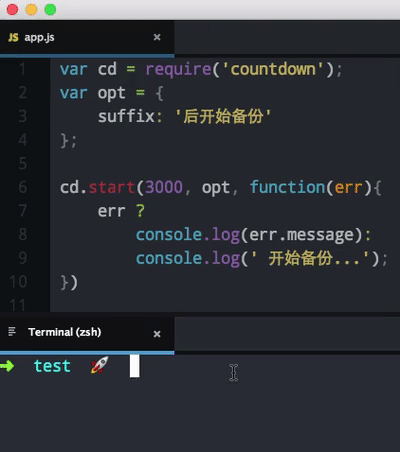 JS app.js ×
1 var cd = require('countdown');
2 var opt = {
3 suffix: '后开始备份'
4 };
5
6 cd.start(3000, opt, function(err){
7 err ?
8 console.log(err.message):
9 console.log(' 开始备份...');
10 })
11
Terminal (zsh) ×
➜ test 🚀